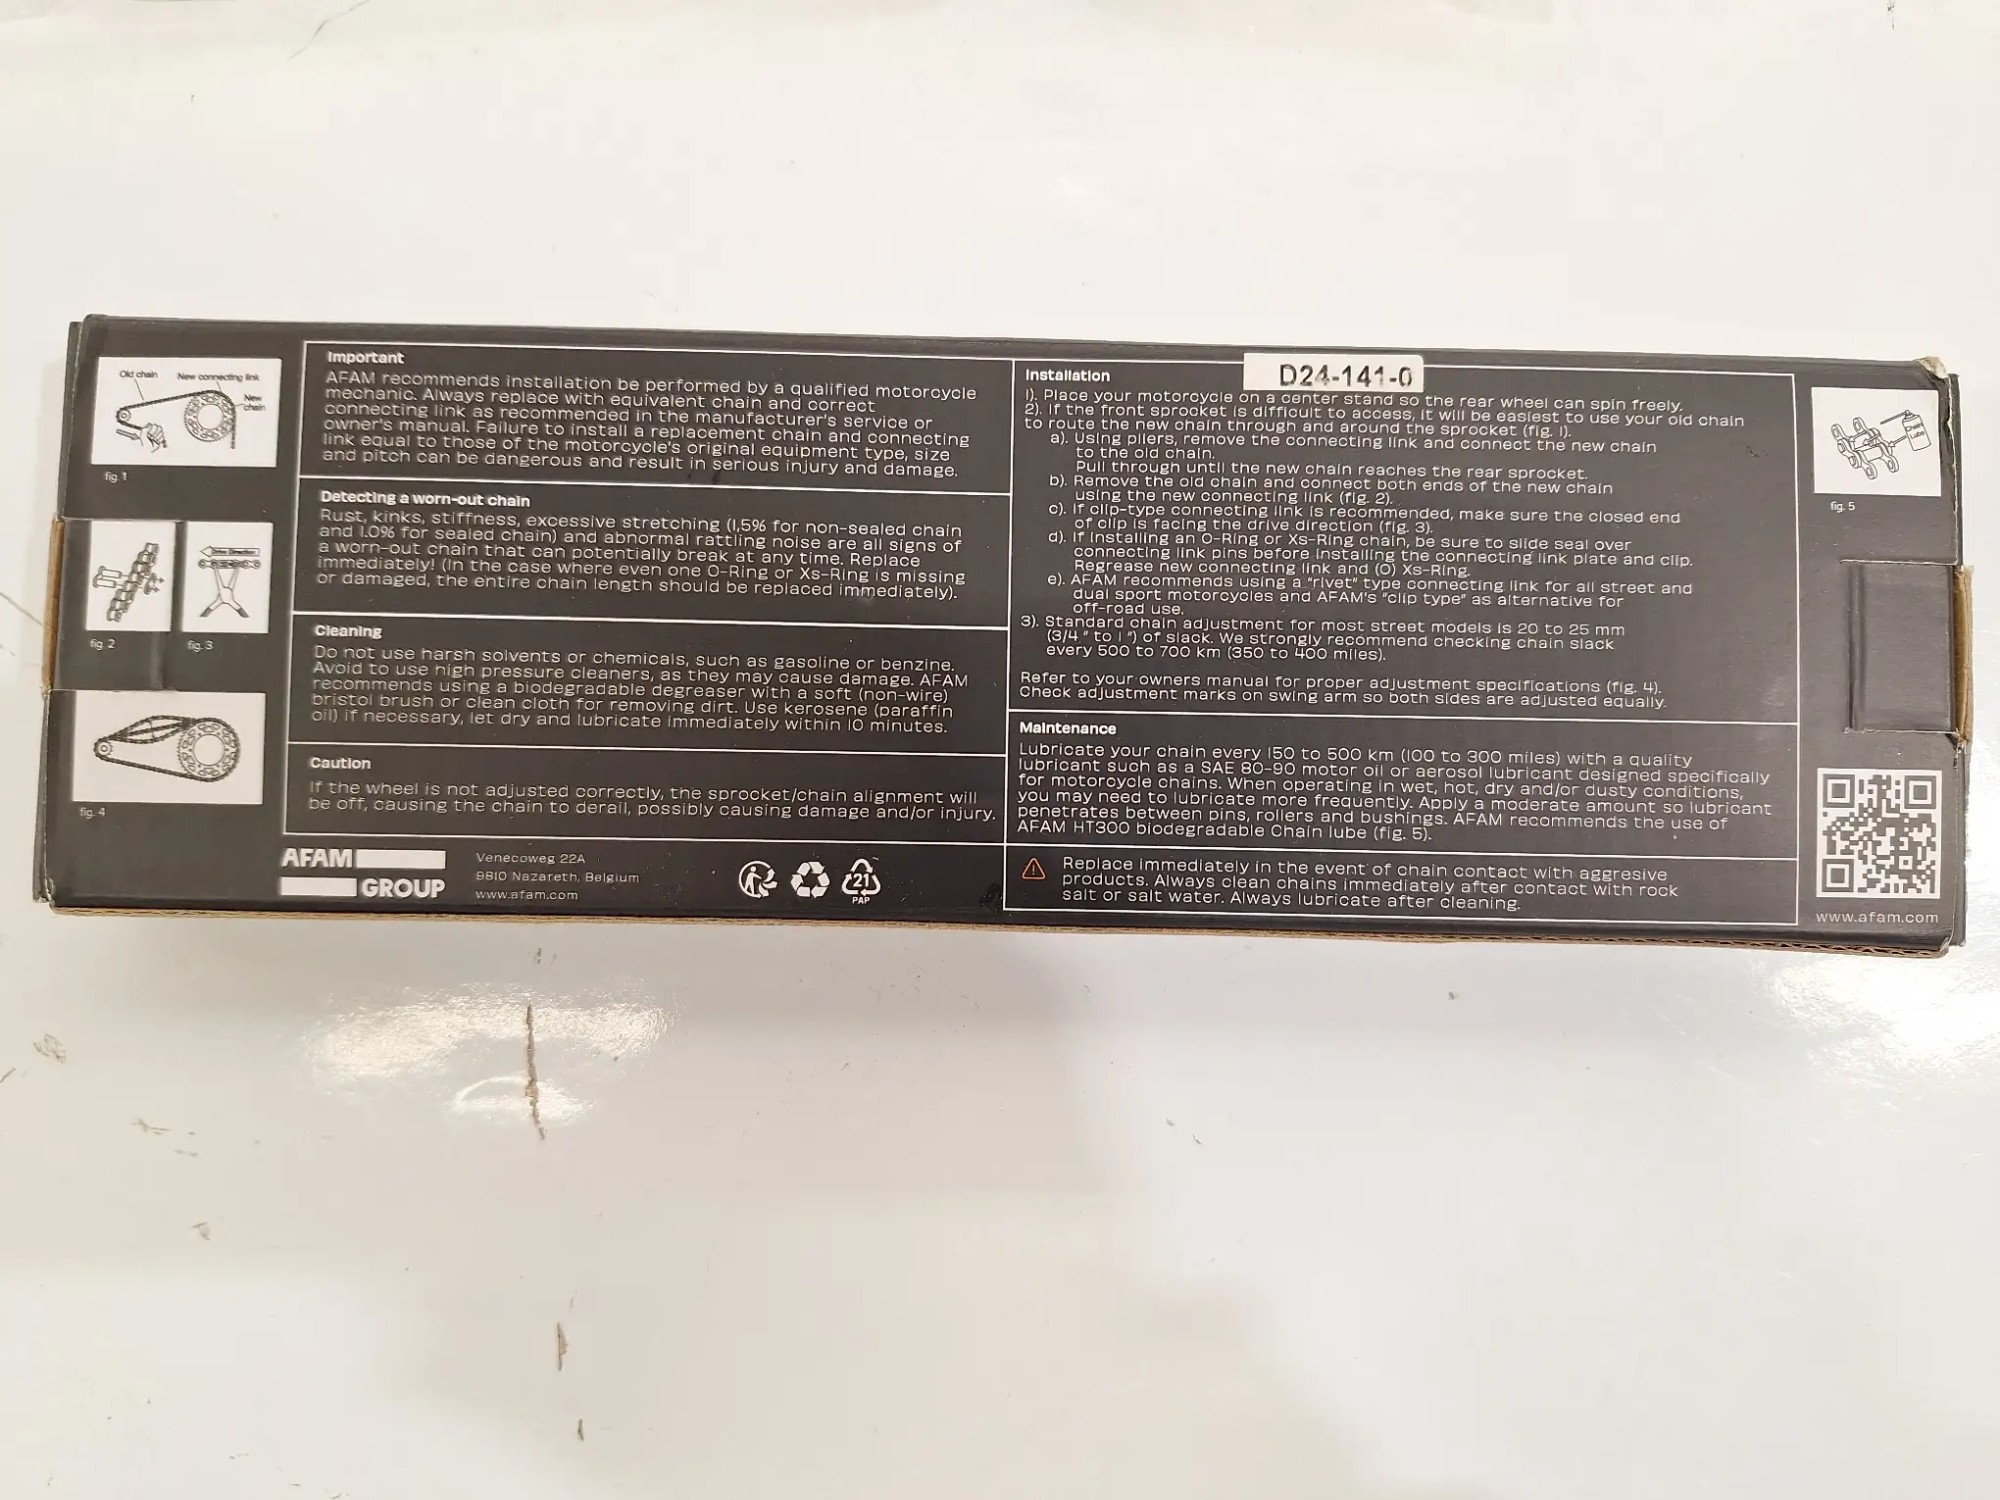 Old chain
New connecting link
New
chain
fig. 1
fig. 2
Drive Direction
fig. 3
fig. 4
Important
AFAM recommends installation be performed by a qualified motorcycle
mechanic. Always replace with equivalent chain and correct
connecting link as recommended in the manufacturer's service or
owner's manual. Failure to install a replacement chain and connecting
link equal to those of the motorcycle's original equipment type, size
and pitch can be dangerous and result in serious injury and damage.
Detecting a worn-out chain
Rust, kinks, stiffness, excessive stretching (1,5% for non-sealed chain
and 1.0% for sealed chain) and abnormal rattling noise are all signs of
a worn-out chain that can potentially break at any time. Replace
immediately! (In the case where even one O-Ring or Xs-Ring is missing
or damaged, the entire chain length should be replaced immediately).
Cleaning
Do not use harsh solvents or chemicals, such as gasoline or benzine.
Avoid to use high pressure cleaners, as they may cause damage. AFAM
recommends using a biodegradable degreaser with a soft (non-wire)
bristol brush or clean cloth for removing dirt. Use kerosene (paraffin
oil) if necessary, let dry and lubricate immediately within 10 minutes.
Caution
If the wheel is not adjusted correctly, the sprocket/chain alignment will
be off, causing the chain to derail, possibly causing damage and/or injury.
AFAM
GROUP
Venecoweg 22A
9810 Nazareth, Belgium
www.afam.com
21
PAP
D24-141-0
Installation
1). Place your motorcycle on a center stand so the rear wheel can spin freely.
2). If the front sprocket is difficult to access, it will be easiest to use your old chain
to route the new chain through and around the sprocket (fig. 1).
a). Using pliers, remove the connecting link and connect the new chain
to the old chain.
Pull through until the new chain reaches the rear sprocket.
b). Remove the old chain and connect both ends of the new chain
using the new connecting link (fig. 2).
c). If clip-type connecting link is recommended, make sure the closed end
of clip is facing the drive direction (fig. 3).
d). If installing an O-Ring or Xs-Ring chain, be sure to slide seal over
connecting link pins before installing the connecting link plate and clip.
Regrease new connecting link and (O) Xs-Ring.
e). AFAM recommends using a "rivet" type connecting link for all street and
dual sport motorcycles and AFAM's "clip type" as alternative for
off-road use.
3). Standard chain adjustment for most street models is 20 to 25 mm
(3/4 " to 1 ") of slack. We strongly recommend checking chain slack
every 500 to 700 km (350 to 400 miles).
Refer to your owners manual for proper adjustment specifications (fig. 4).
Check adjustment marks on swing arm so both sides are adjusted equally.
Maintenance
Lubricate your chain every 150 to 500 km (100 to 300 miles) with a quality
lubricant such as a SAE 80-90 motor oil or aerosol lubricant designed specifically
for motorcycle chains. When operating in wet, hot, dry and/or dusty conditions,
you may need to lubricate more frequently. Apply a moderate amount so lubricant
penetrates between pins, rollers and bushings. AFAM recommends the use of
AFAM HT300 biodegradable Chain lube (fig. 5).
Replace immediately in the event of chain contact with aggresive
products. Always clean chains immediately after contact with rock
salt or salt water. Always lubricate after cleaning.
Chain
Lube
fig. 5
www.afam.com